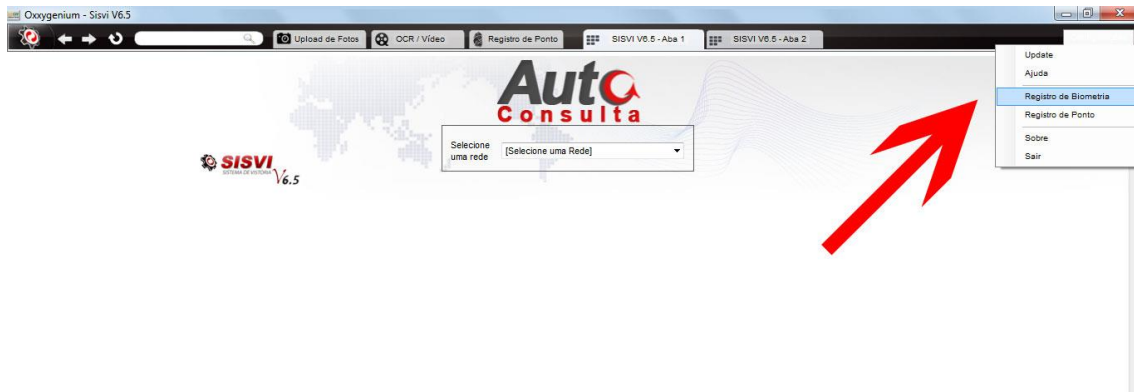 Oxxygenium - Sisvi V6.5
Upload de Fotos
OCR / Vídeo
Registro de Ponto
SISVI V6.5 - Aba 1
SISVI V6.5 - Aba 2
Update
Ajuda
Registro de Biometria
Registro de Ponto
Sobre
Sair
Auto
Consulta
Selecione
uma rede
[Selecione uma Rede]
SISVI
SISTEMA DE VISTORIA
V6.5